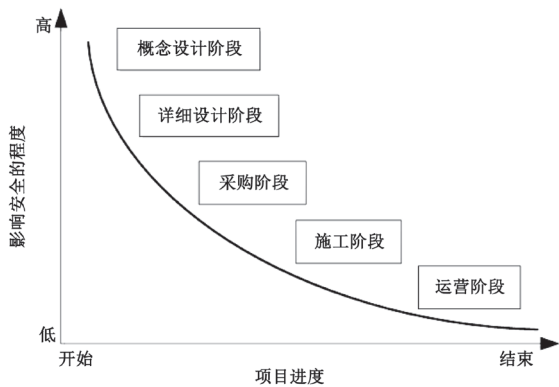 高
概念设计阶段
详细设计阶段
采购阶段
施工阶段
运营阶段
影响安全的程度
低
开始
结束
项目进度